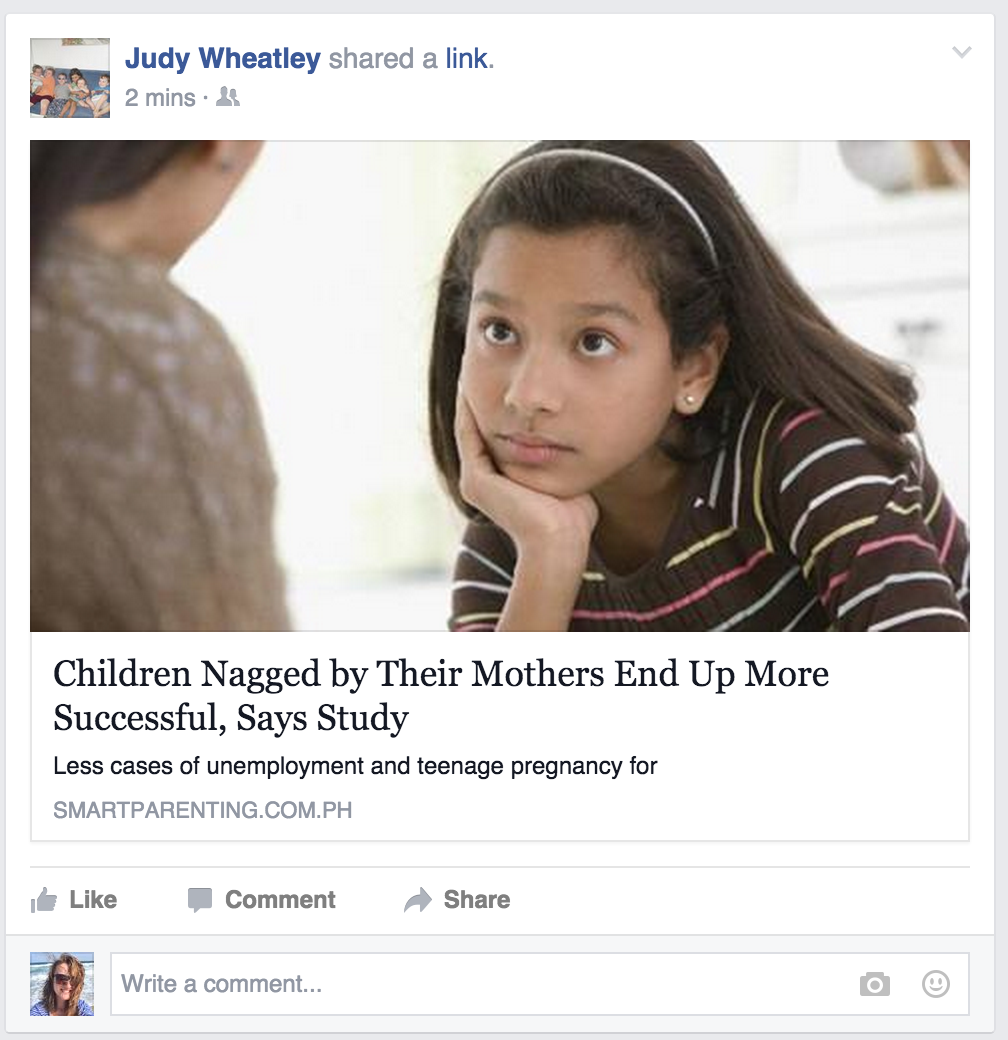 Judy Wheatley shared a link.
2 mins ·
Children Nagged by Their Mothers End Up More
Successful, Says Study
Less cases of unemployment and teenage pregnancy for
SMARTPARENTING.COM.PH
Like Comment Share
Write a comment...